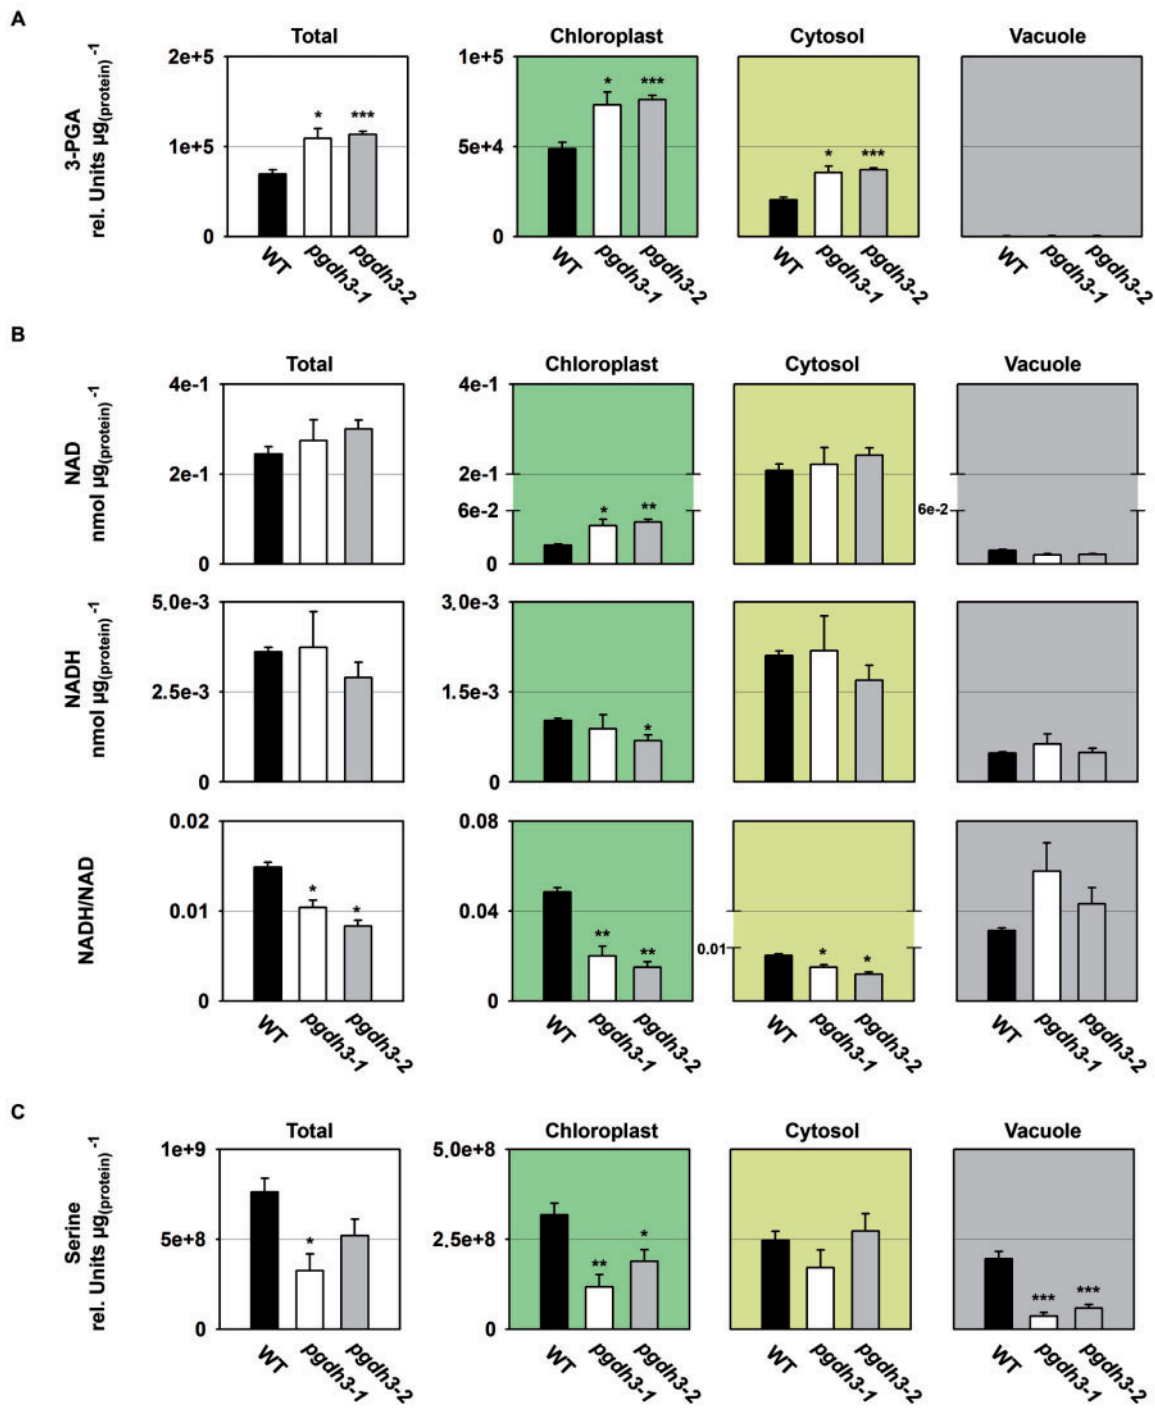 A
Total Chloroplast Cytosol Vacuole
3-PGA
rel. Units µg(protein)⁻¹
2e+5
1e+5
0
1e+5
5e+4
0
* ***
* ***
* ***
WT pgdh3-1 pgdh3-2
WT pgdh3-1 pgdh3-2
WT pgdh3-1 pgdh3-2
WT pgdh3-1 pgdh3-2
B
Total Chloroplast Cytosol Vacuole
NAD
nmol µg(protein)⁻¹
4e-1
2e-1
0
4e-1
2e-1
6e-2
0
6e-2
* **
NADH
nmol µg(protein)⁻¹
5.0e-3
2.5e-3
0
3.0e-3
1.5e-3
0
*
NADH/NAD
0.02
0.01
0
0.08
0.04
0
0.01
* *
** **
* *
WT pgdh3-1 pgdh3-2
WT pgdh3-1 pgdh3-2
WT pgdh3-1 pgdh3-2
WT pgdh3-1 pgdh3-2
C
Total Chloroplast Cytosol Vacuole
Serine
rel. Units µg(protein)⁻¹
1e+9
5e+8
0
5.0e+8
2.5e+8
0
*
** *
*** ***
WT pgdh3-1 pgdh3-2
WT pgdh3-1 pgdh3-2
WT pgdh3-1 pgdh3-2
WT pgdh3-1 pgdh3-2